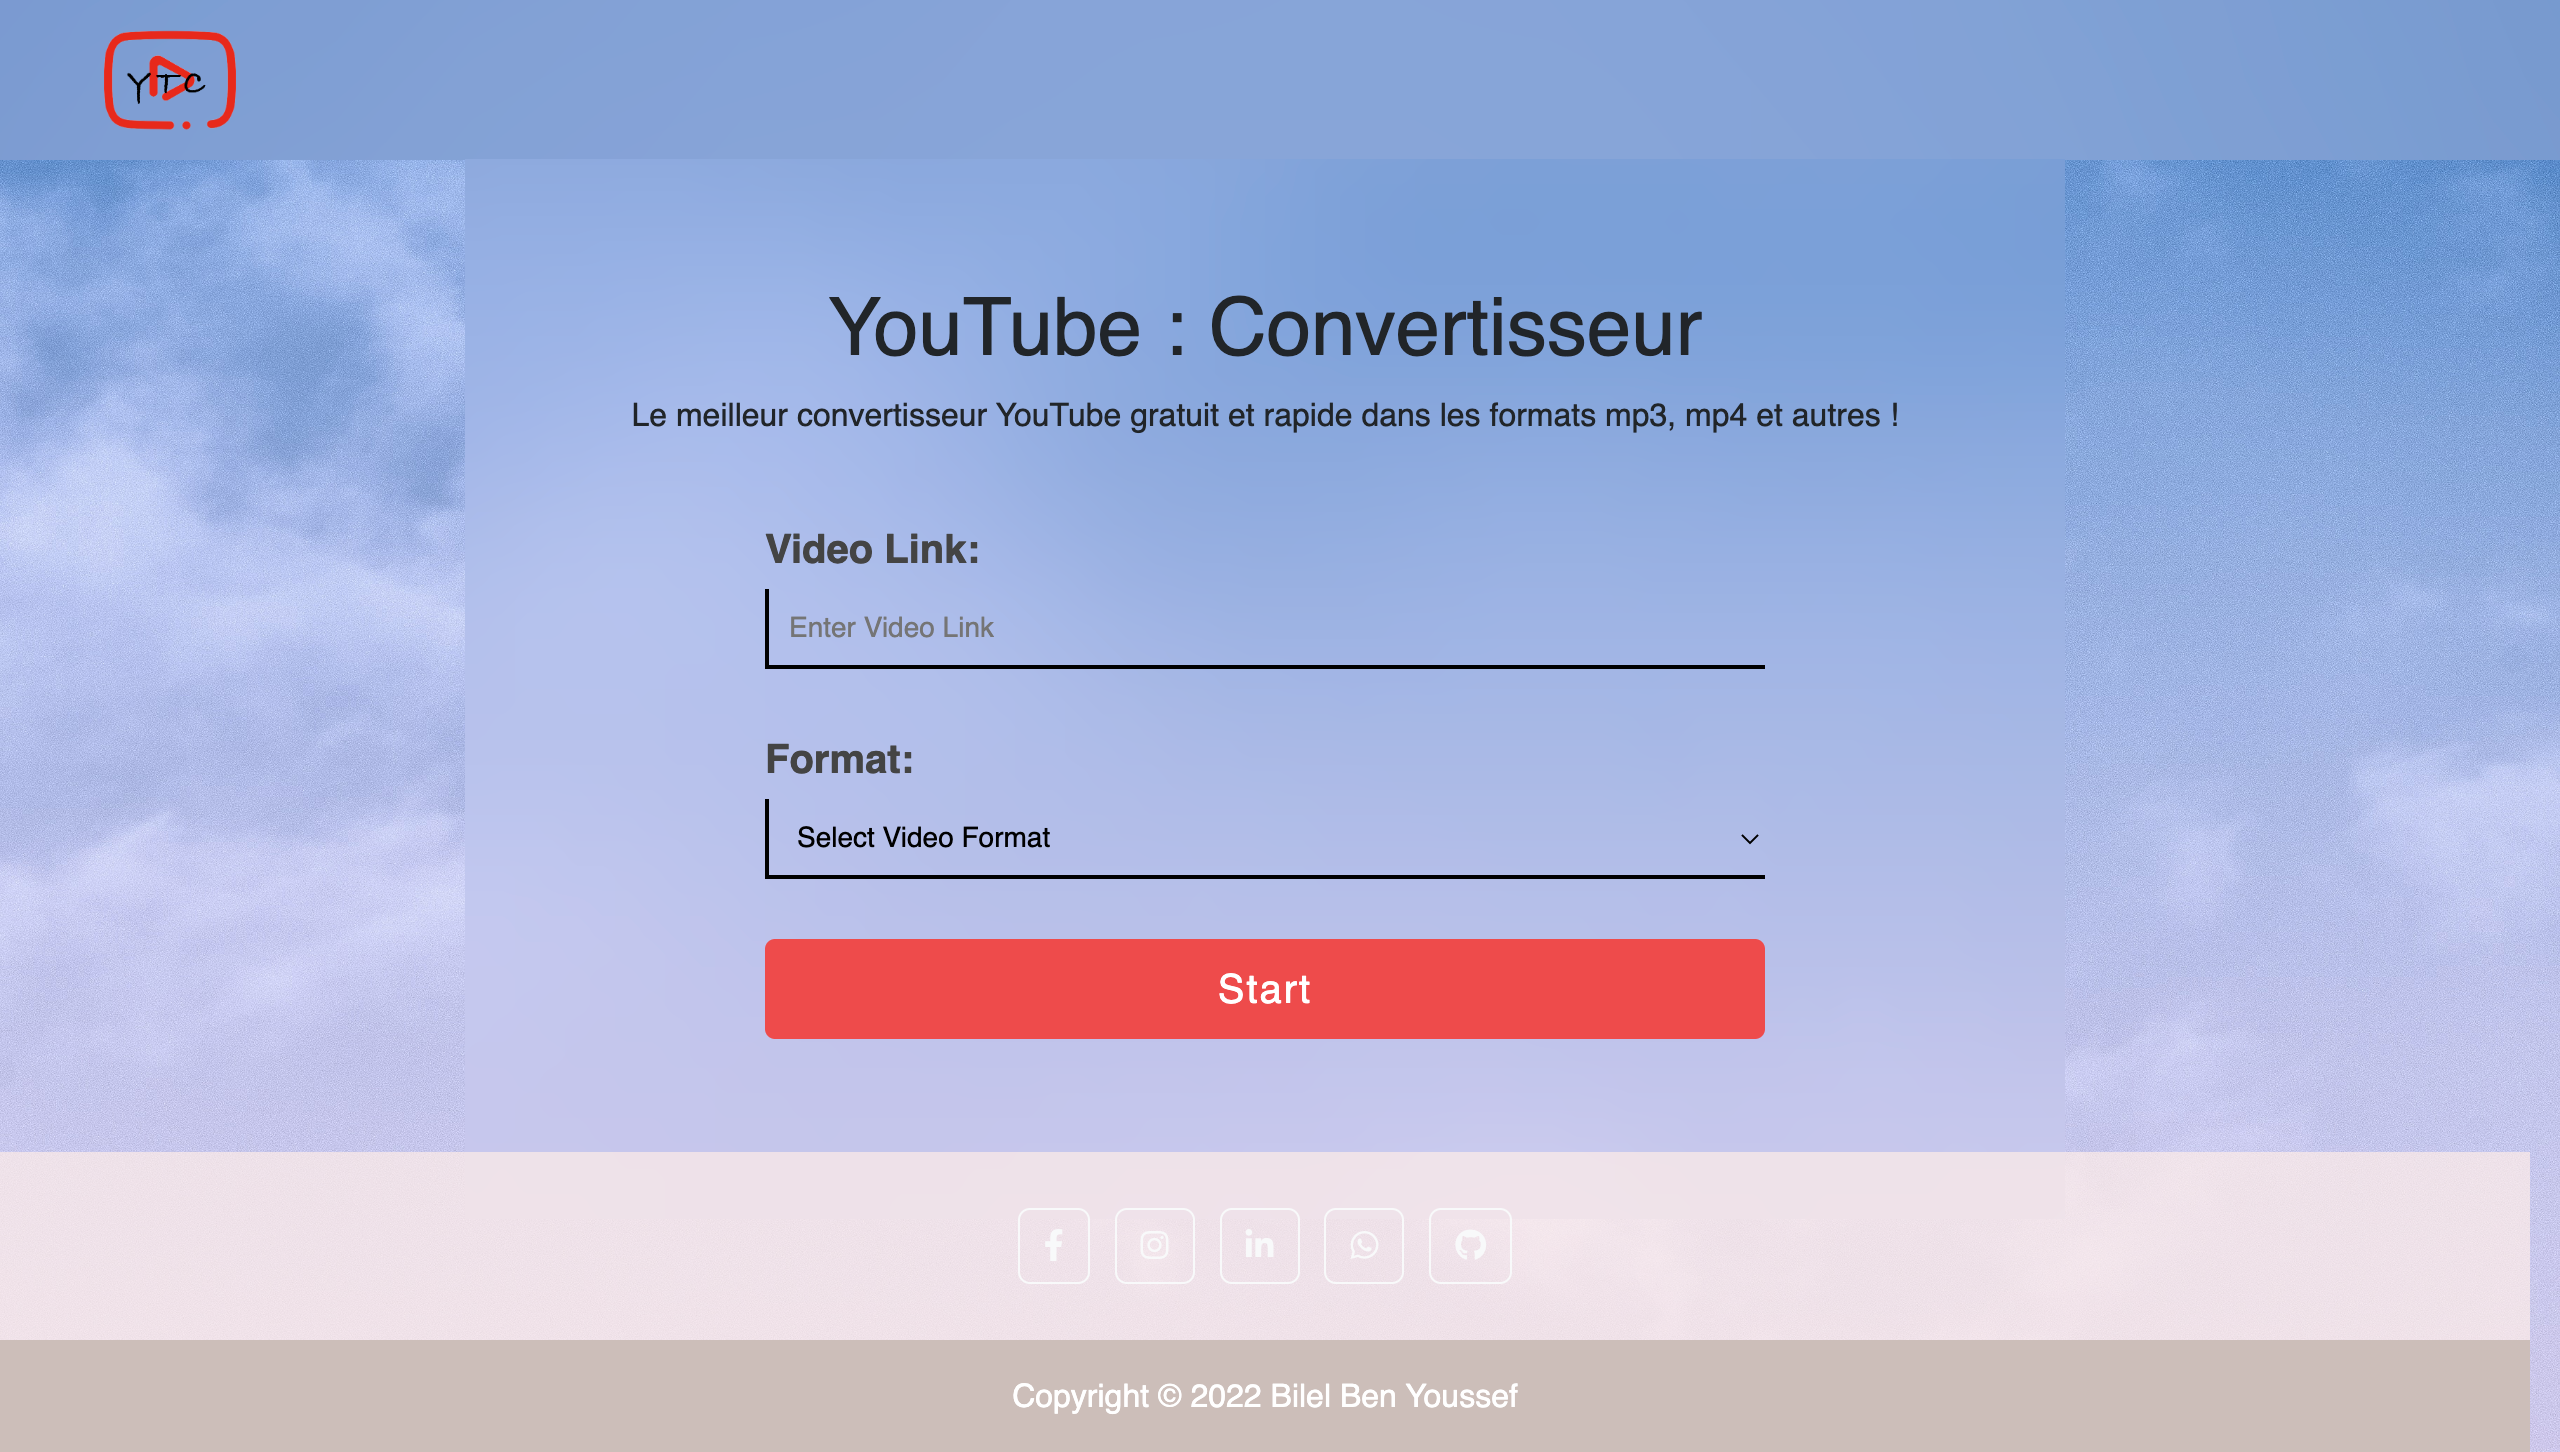 YTC
YouTube : Convertisseur
Le meilleur convertisseur YouTube gratuit et rapide dans les formats mp3, mp4 et autres !
Video Link:
Enter Video Link
Format:
Select Video Format
Start
Copyright © 2022 Bilel Ben Youssef